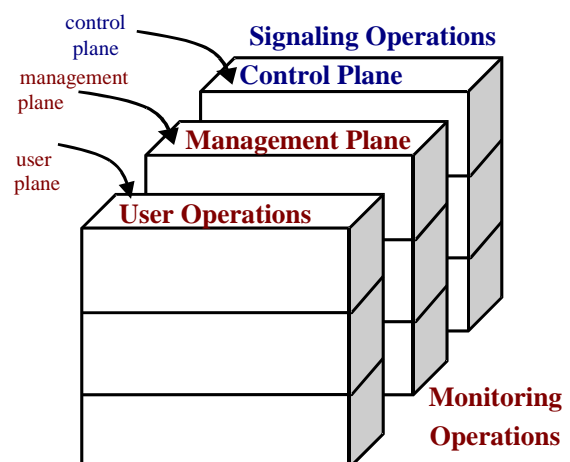 control
plane
Signaling Operations
Control Plane
management
plane
Management Plane
user
plane
User Operations
Monitoring
Operations